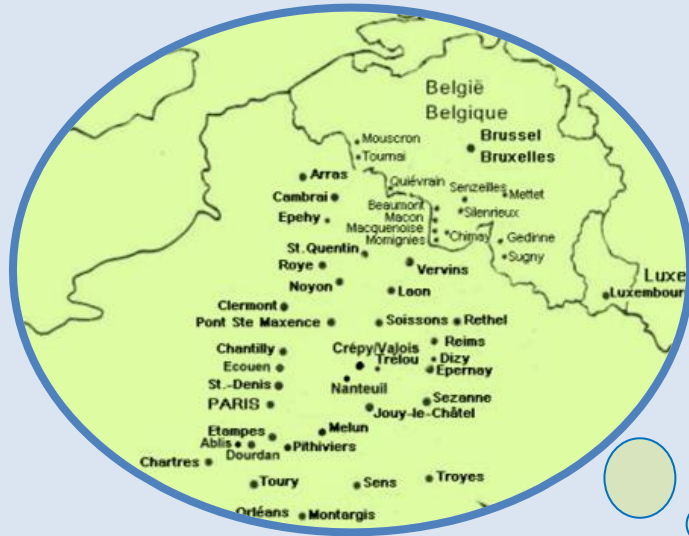 België
Belgique
Brussel
Bruxelles
Mouscron
Tournai
Arras
Quiévrain
Senzeilles
Mettet
Cambrai
Beaumont
Silenrieux
Epehy
Macon
Macquenoise
Chimay
Momignies
Gedinne
St.Quentin
Sugny
Roye
Vervins
Luxe
Noyon
Laon
Luxembour
Clermont
Pont Ste Maxence
Soissons
Rethel
Reims
Chantilly
Crépy/Valois
Trélou
Dizy
Ecouen
Epernay
St.-Denis
Nanteuil
PARIS
Sezanne
Jouy-le-Châtel
Etampes
Melun
Ablis
Dourdan
Pithiviers
Chartres
Troyes
Toury
Sens
Orléans
Montargis